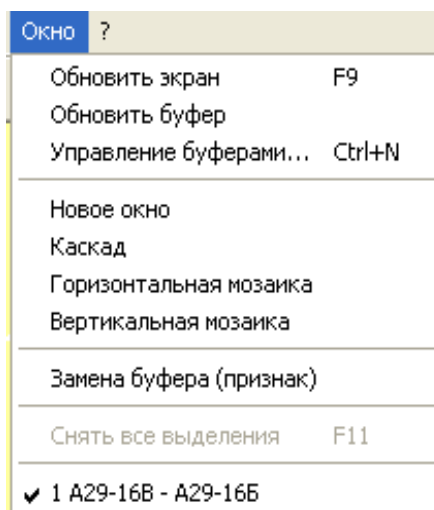 Окно ?
Обновить экран F9
Обновить буфер
Управление буферами... Ctrl+N
Новое окно
Каскад
Горизонтальная мозаика
Вертикальная мозаика
Замена буфера (признак)
Снять все выделения F11
1 А29-16В - А29-16Б